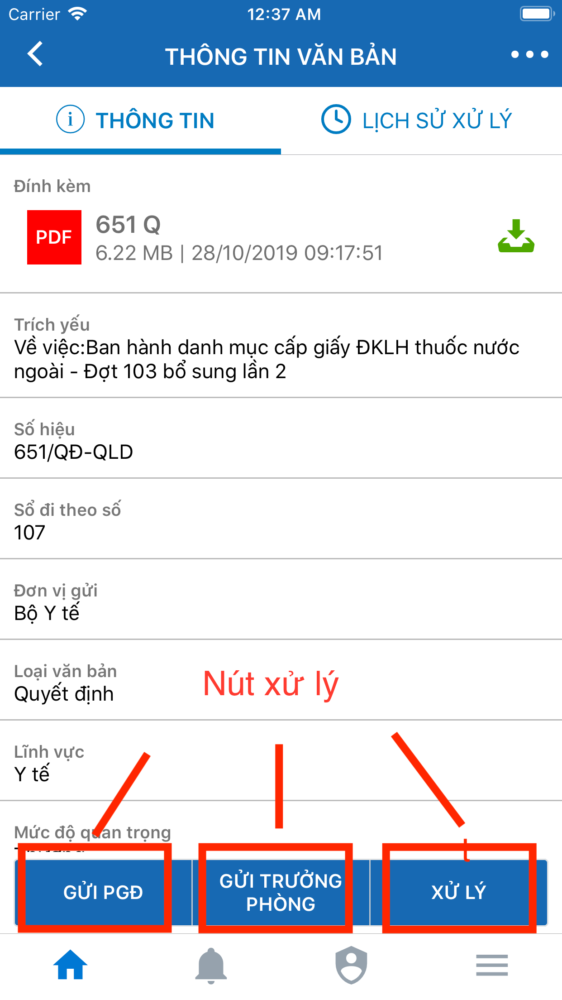 Carrier
12:37 AM
THÔNG TIN VĂN BẢN
THÔNG TIN
LỊCH SỬ XỬ LÝ
Đính kèm
PDF
651 Q
6.22 MB | 28/10/2019 09:17:51
Trích yếu
Về việc:Ban hành danh mục cấp giấy ĐKLH thuốc nước
ngoài - Đợt 103 bổ sung lần 2
Số hiệu
651/QĐ-QLD
Sổ đi theo số
107
Đơn vị gửi
Bộ Y tế
Loại văn bản
Quyết định
Nút xử lý
Lĩnh vực
Y tế
Mức độ quan trọng
t
GỬI PGĐ
GỬI TRƯỞNG
PHÒNG
XỬ LÝ